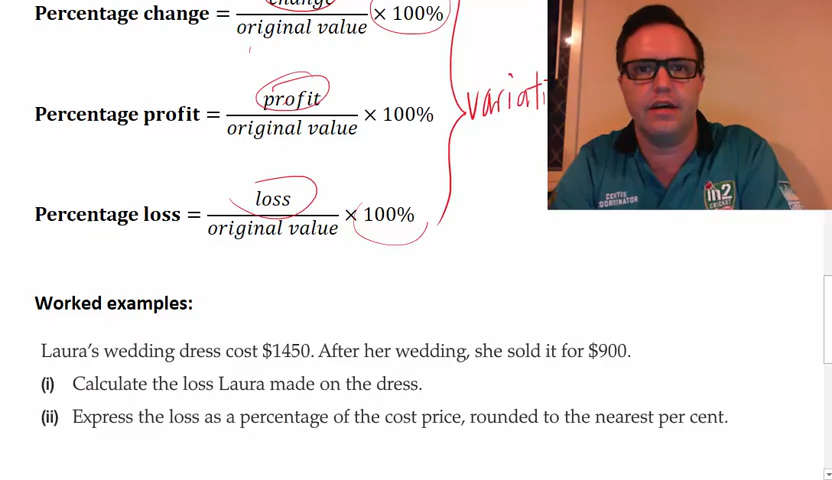 Percentage change = change / original value × 100%
Percentage profit = profit / original value × 100%
variati
Percentage loss = loss / original value × 100%
CENTRE
COORDINATOR
in2
CRICKET
Worked examples:
Laura's wedding dress cost $1450. After her wedding, she sold it for $900.
(i) Calculate the loss Laura made on the dress.
(ii) Express the loss as a percentage of the cost price, rounded to the nearest per cent.